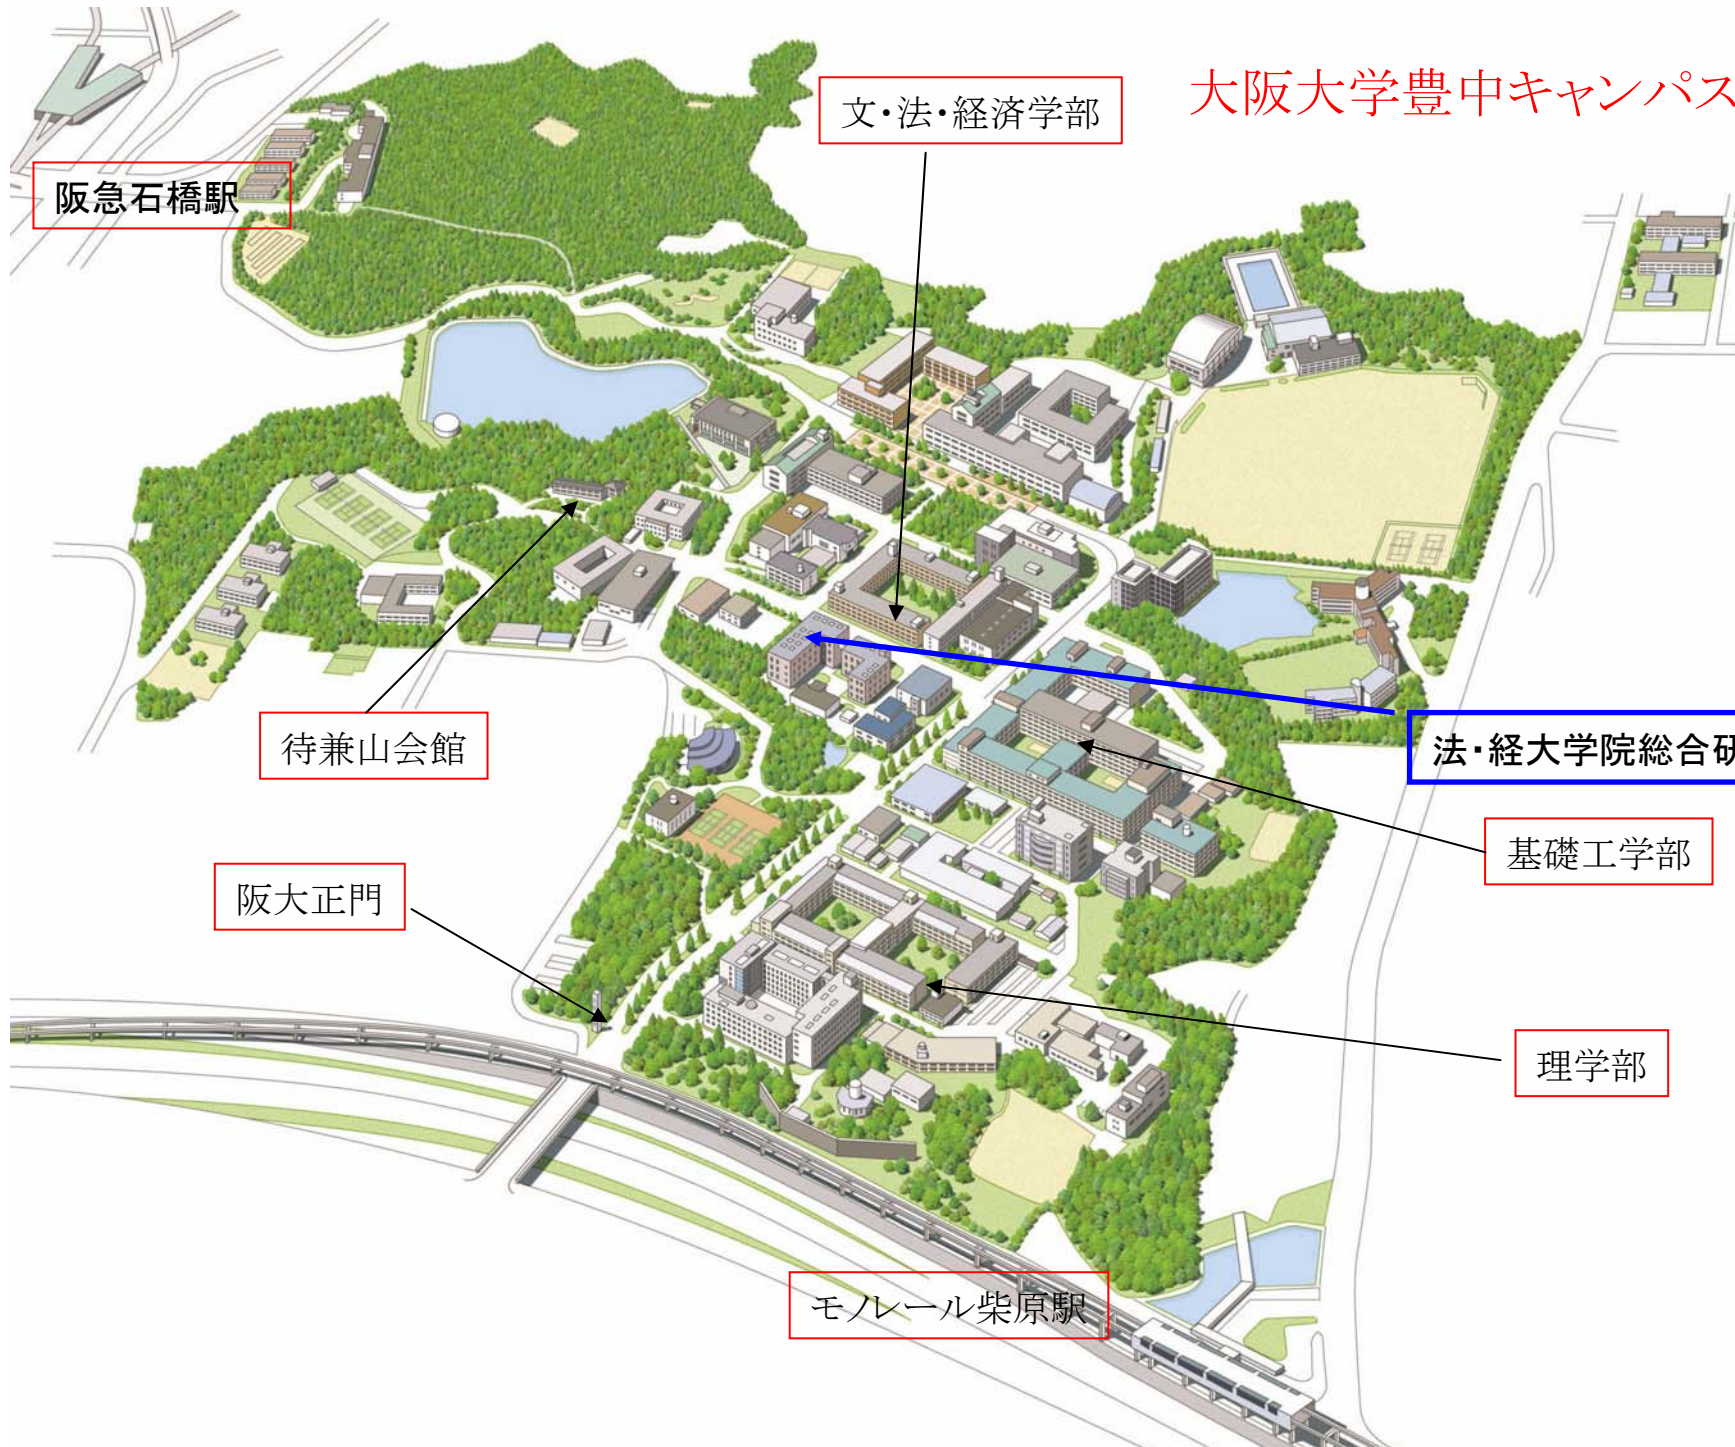 大阪大学豊中キャンパス
文・法・経済学部
阪急石橋駅
待兼山会館
法・経大学院総合研
基礎工学部
阪大正門
理学部
モノレール柴原駅